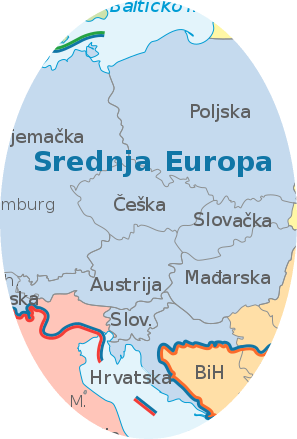 Baltičko
Poljska
jemačka
Srednja Europa
mburg
Češka
Slovačka
Austrija
Mađarska
ska
Slov.
Hrvatska
BiH
M.